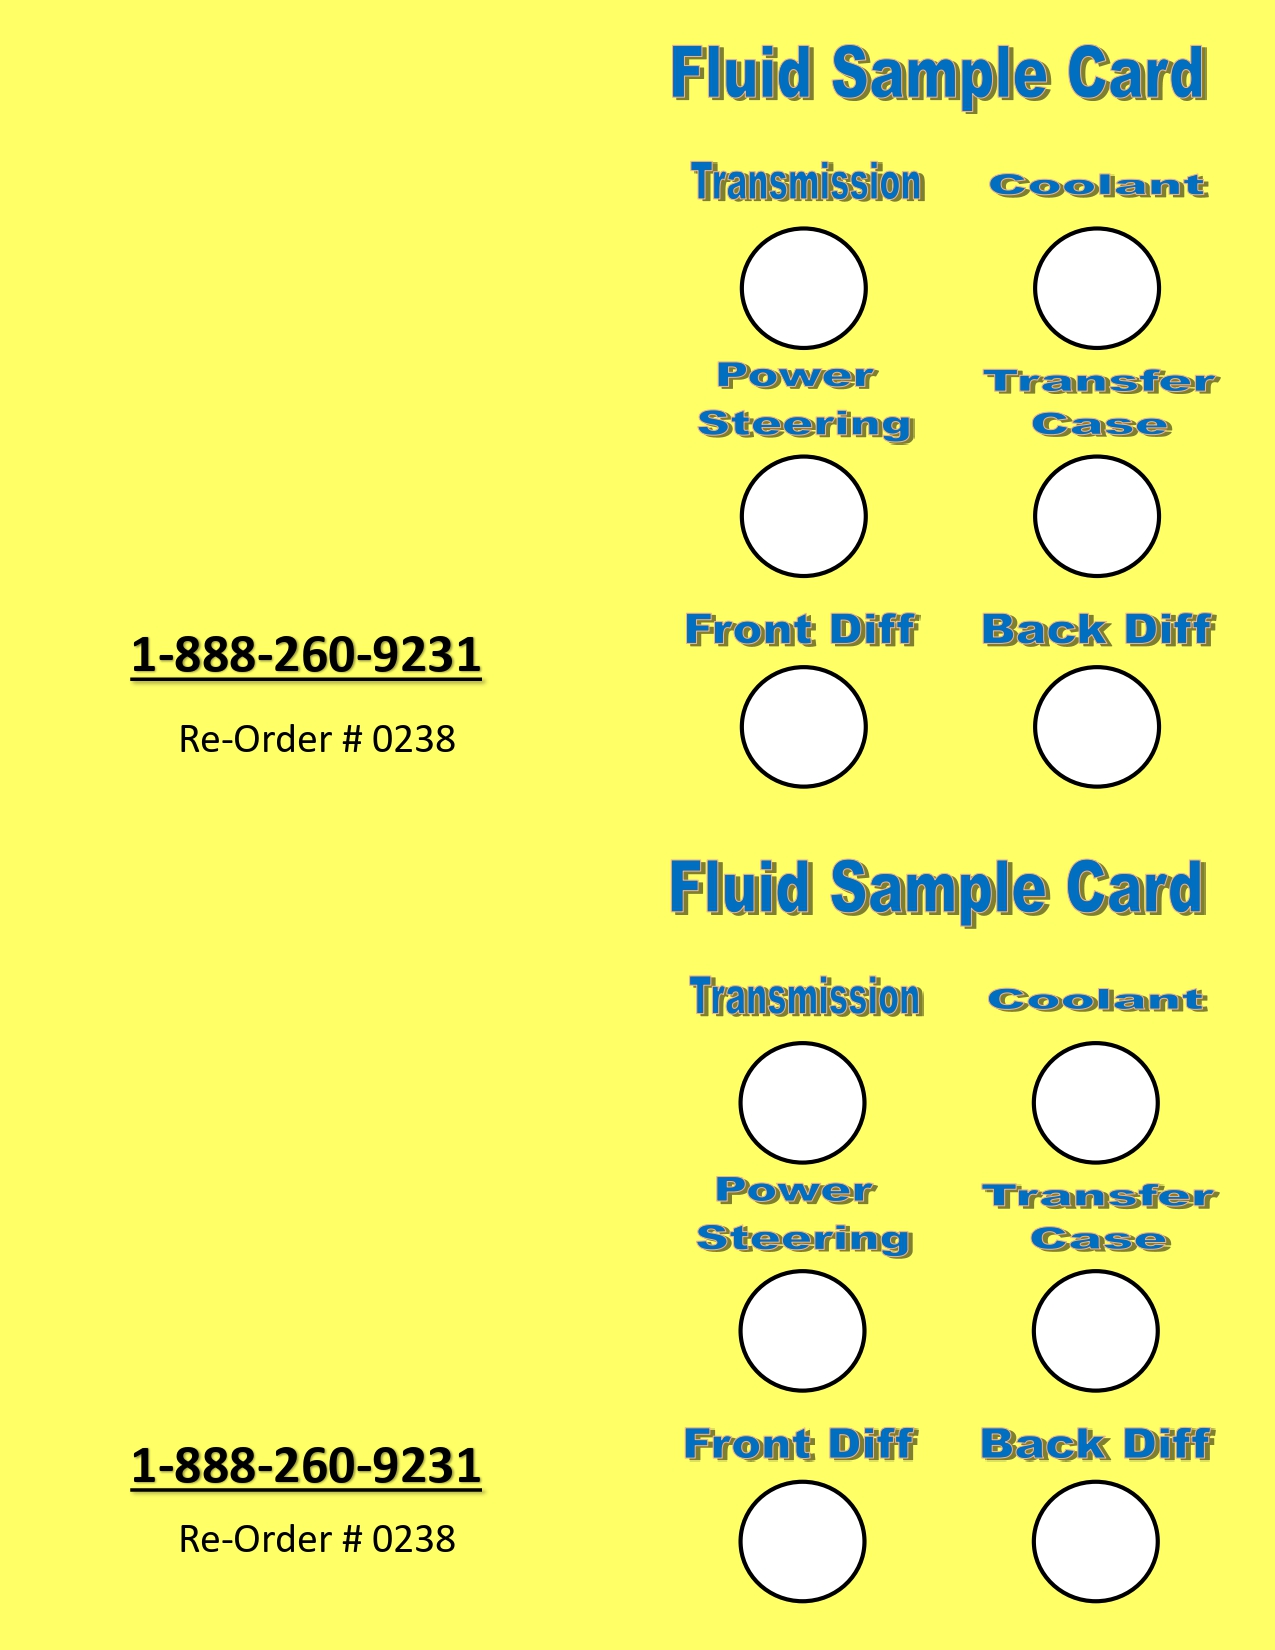 Fluid Sample Card
Transmission Coolant
Power Transfer
Steering Case
Front Diff Back Diff
1-888-260-9231
Re-Order # 0238
Fluid Sample Card
Transmission Coolant
Power Transfer
Steering Case
Front Diff Back Diff
1-888-260-9231
Re-Order # 0238